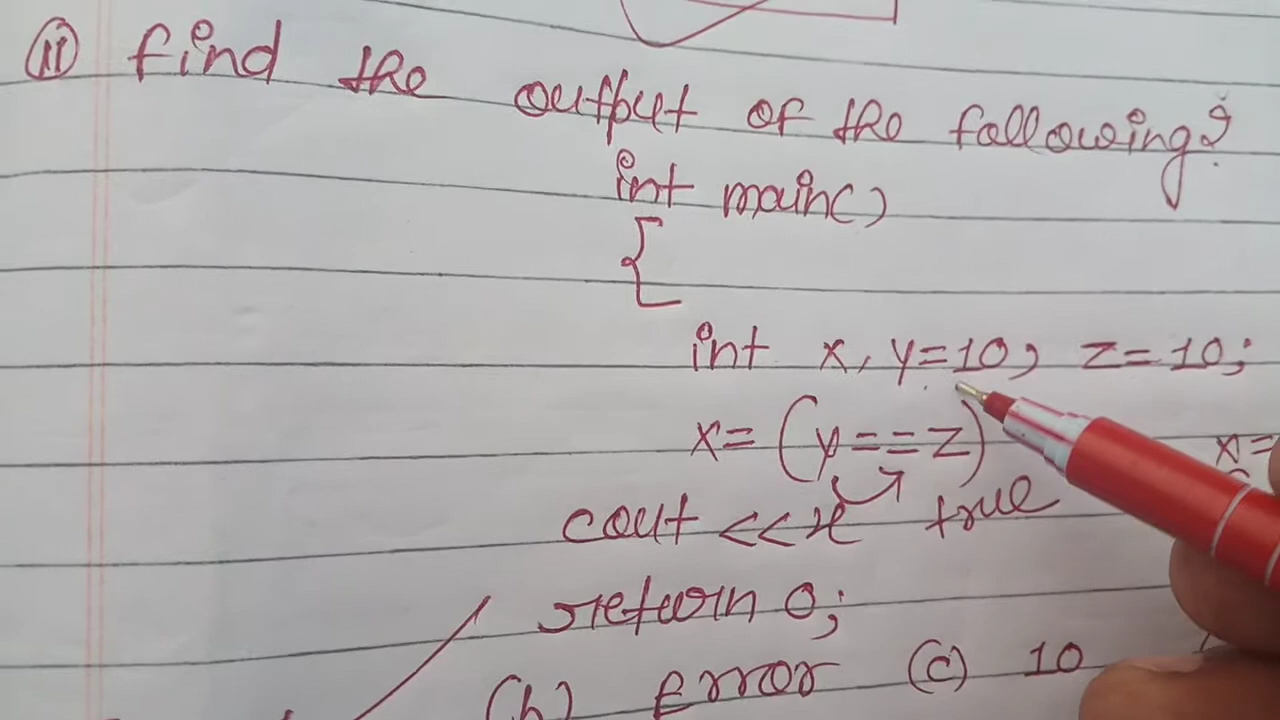 (ii) find the output of the following?
int main()
{
int x, y=10, z=10;
x= (y==z)
x=
cout <<x true
return 0;
(b) Error (c) 10